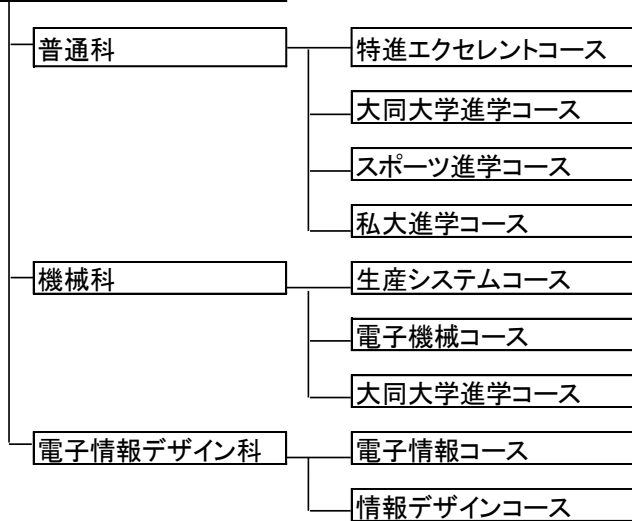 普通科
特進エクセレントコース
大同大学進学コース
スポーツ進学コース
私大進学コース
機械科
生産システムコース
電子機械コース
大同大学進学コース
電子情報デザイン科
電子情報コース
情報デザインコース